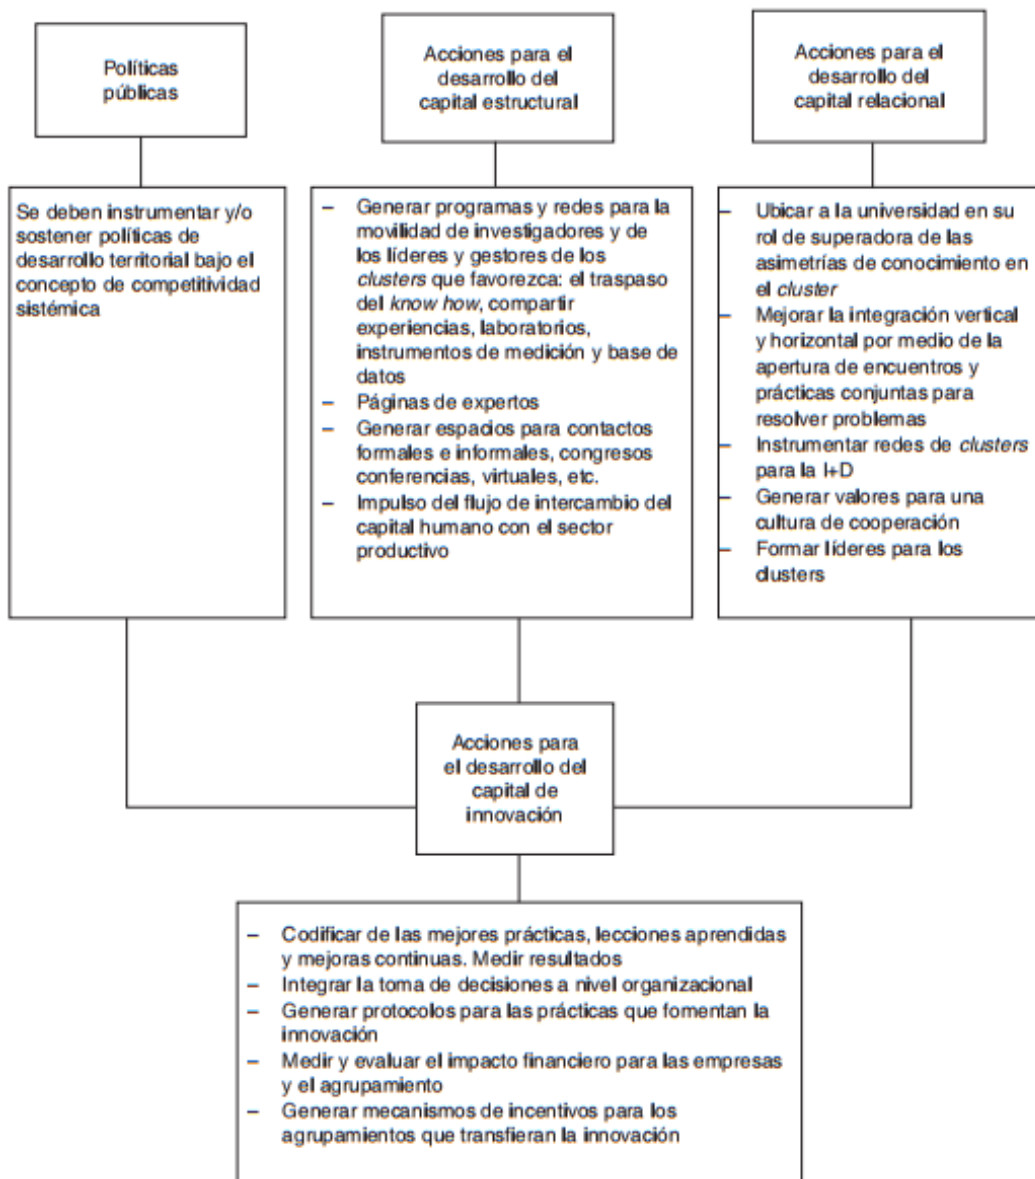 Políticas
públicas
Acciones para el
desarrollo del
capital estructural
Acciones para el
desarrollo del
capital relacional
Se deben instrumentar y/o
sostener políticas de
desarrollo territorial bajo el
concepto de competitividad
sistémica
– Generar programas y redes para la
movilidad de investigadores y de
los líderes y gestores de los
clusters que favorezca: el traspaso
del know how, compartir
experiencias, laboratorios,
instrumentos de medición y base de
datos
– Páginas de expertos
– Generar espacios para contactos
formales e informales, congresos
conferencias, virtuales, etc.
– Impulso del flujo de intercambio del
capital humano con el sector
productivo
– Ubicar a la universidad en su
rol de superadora de las
asimetrías de conocimiento en
el cluster
– Mejorar la integración vertical
y horizontal por medio de la
apertura de encuentros y
prácticas conjuntas para
resolver problemas
– Instrumentar redes de clusters
para la I+D
– Generar valores para una
cultura de cooperación
– Formar líderes para los
clusters
Acciones para
el desarrollo del
capital de
innovación
– Codificar de las mejores prácticas, lecciones aprendidas
y mejoras continuas. Medir resultados
– Integrar la toma de decisiones a nivel organizacional
– Generar protocolos para las prácticas que fomentan la
innovación
– Medir y evaluar el impacto financiero para las empresas
y el agrupamiento
– Generar mecanismos de incentivos para los
agrupamientos que transfieran la innovación